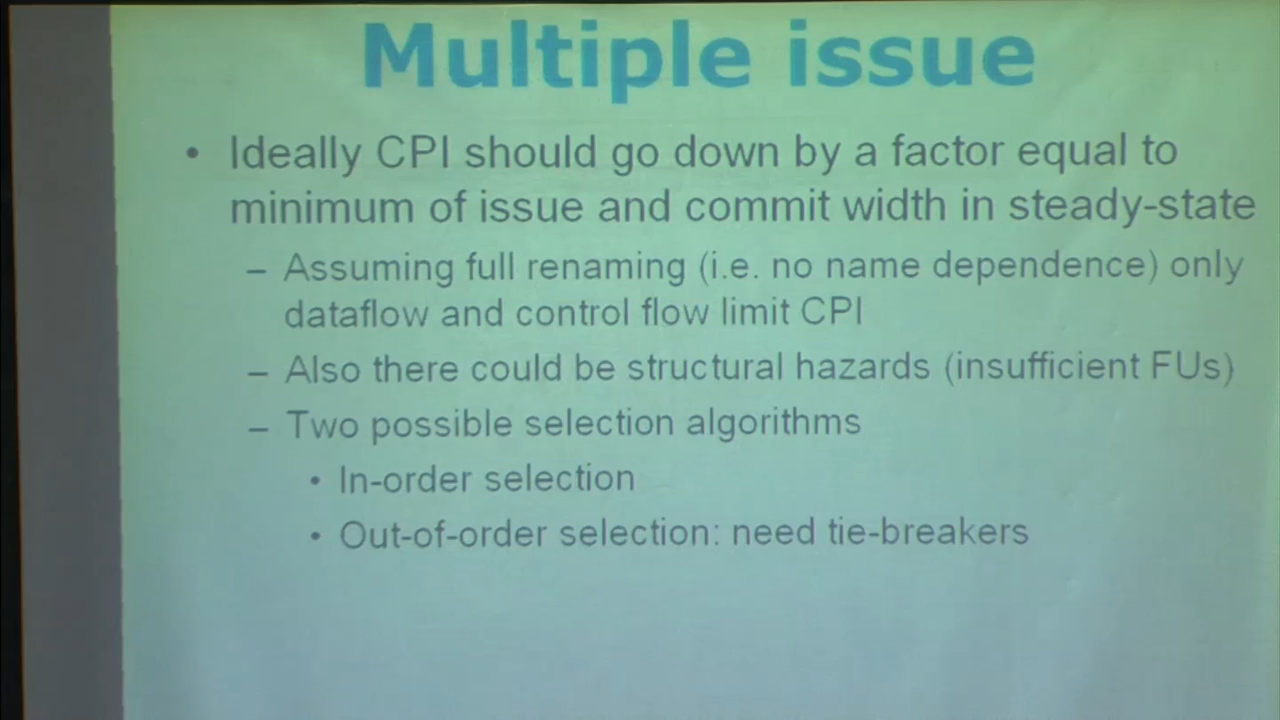 Multiple issue
• Ideally CPI should go down by a factor equal to
minimum of issue and commit width in steady-state
– Assuming full renaming (i.e. no name dependence) only
dataflow and control flow limit CPI
– Also there could be structural hazards (insufficient FUs)
– Two possible selection algorithms
• In-order selection
• Out-of-order selection: need tie-breakers